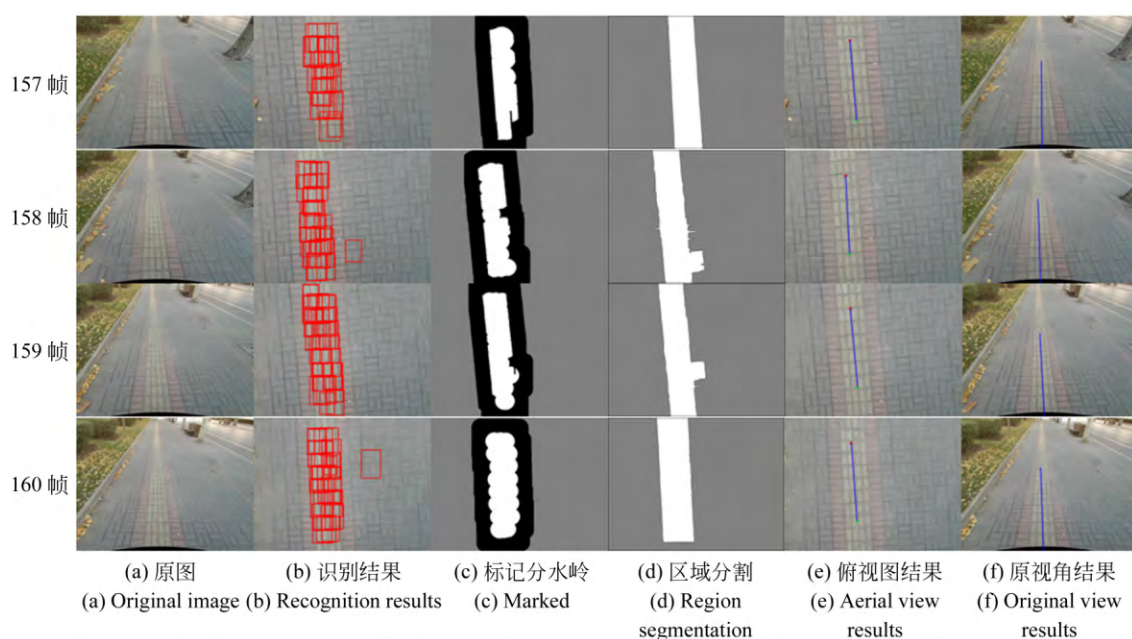 157 帧
158 帧
159 帧
160 帧
(a) 原图 (b) 识别结果 (c) 标记分水岭 (d) 区域分割 (e) 俯视图结果 (f) 原视角结果
(a) Original image (b) Recognition results (c) Marked (d) Region (e) Aerial view (f) Original view
segmentation results results